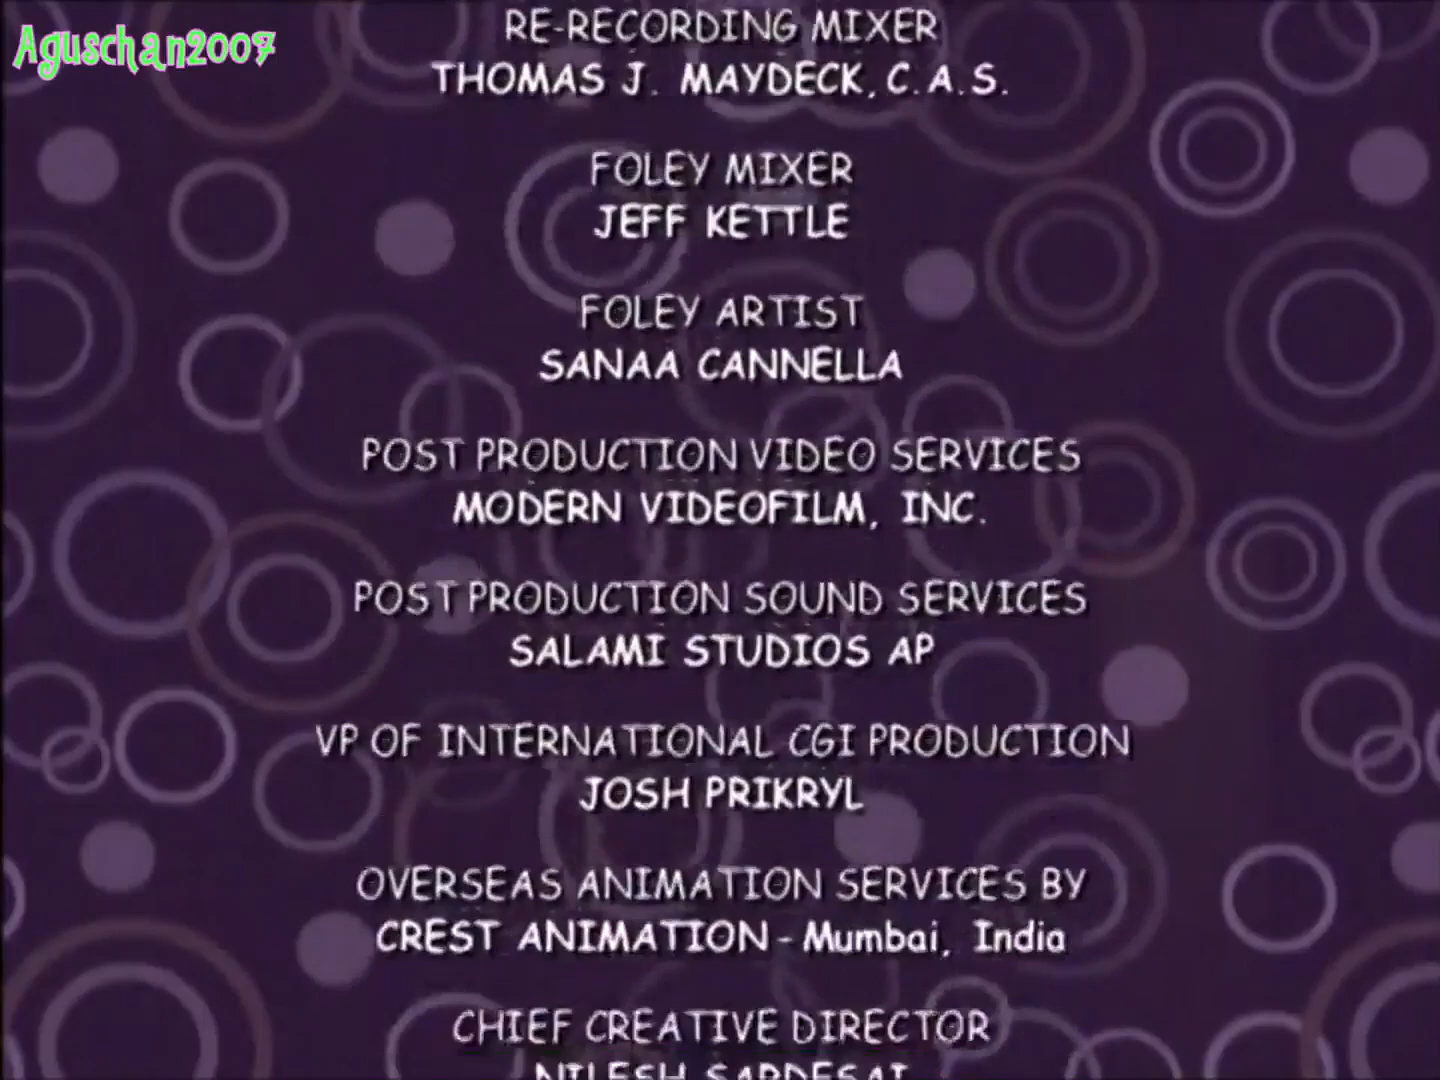 Aguschan2007
RE-RECORDING MIXER
THOMAS J. MAYDECK, C.A.S.
FOLEY MIXER
JEFF KETTLE
FOLEY ARTIST
SANAA CANNELLA
POST PRODUCTION VIDEO SERVICES
MODERN VIDEOFILM, INC.
POST PRODUCTION SOUND SERVICES
SALAMI STUDIOS AP
VP OF INTERNATIONAL CGI PRODUCTION
JOSH PRIKRYL
OVERSEAS ANIMATION SERVICES BY
CREST ANIMATION - Mumbai, India
CHIEF CREATIVE DIRECTOR
NILESH SARDESAI